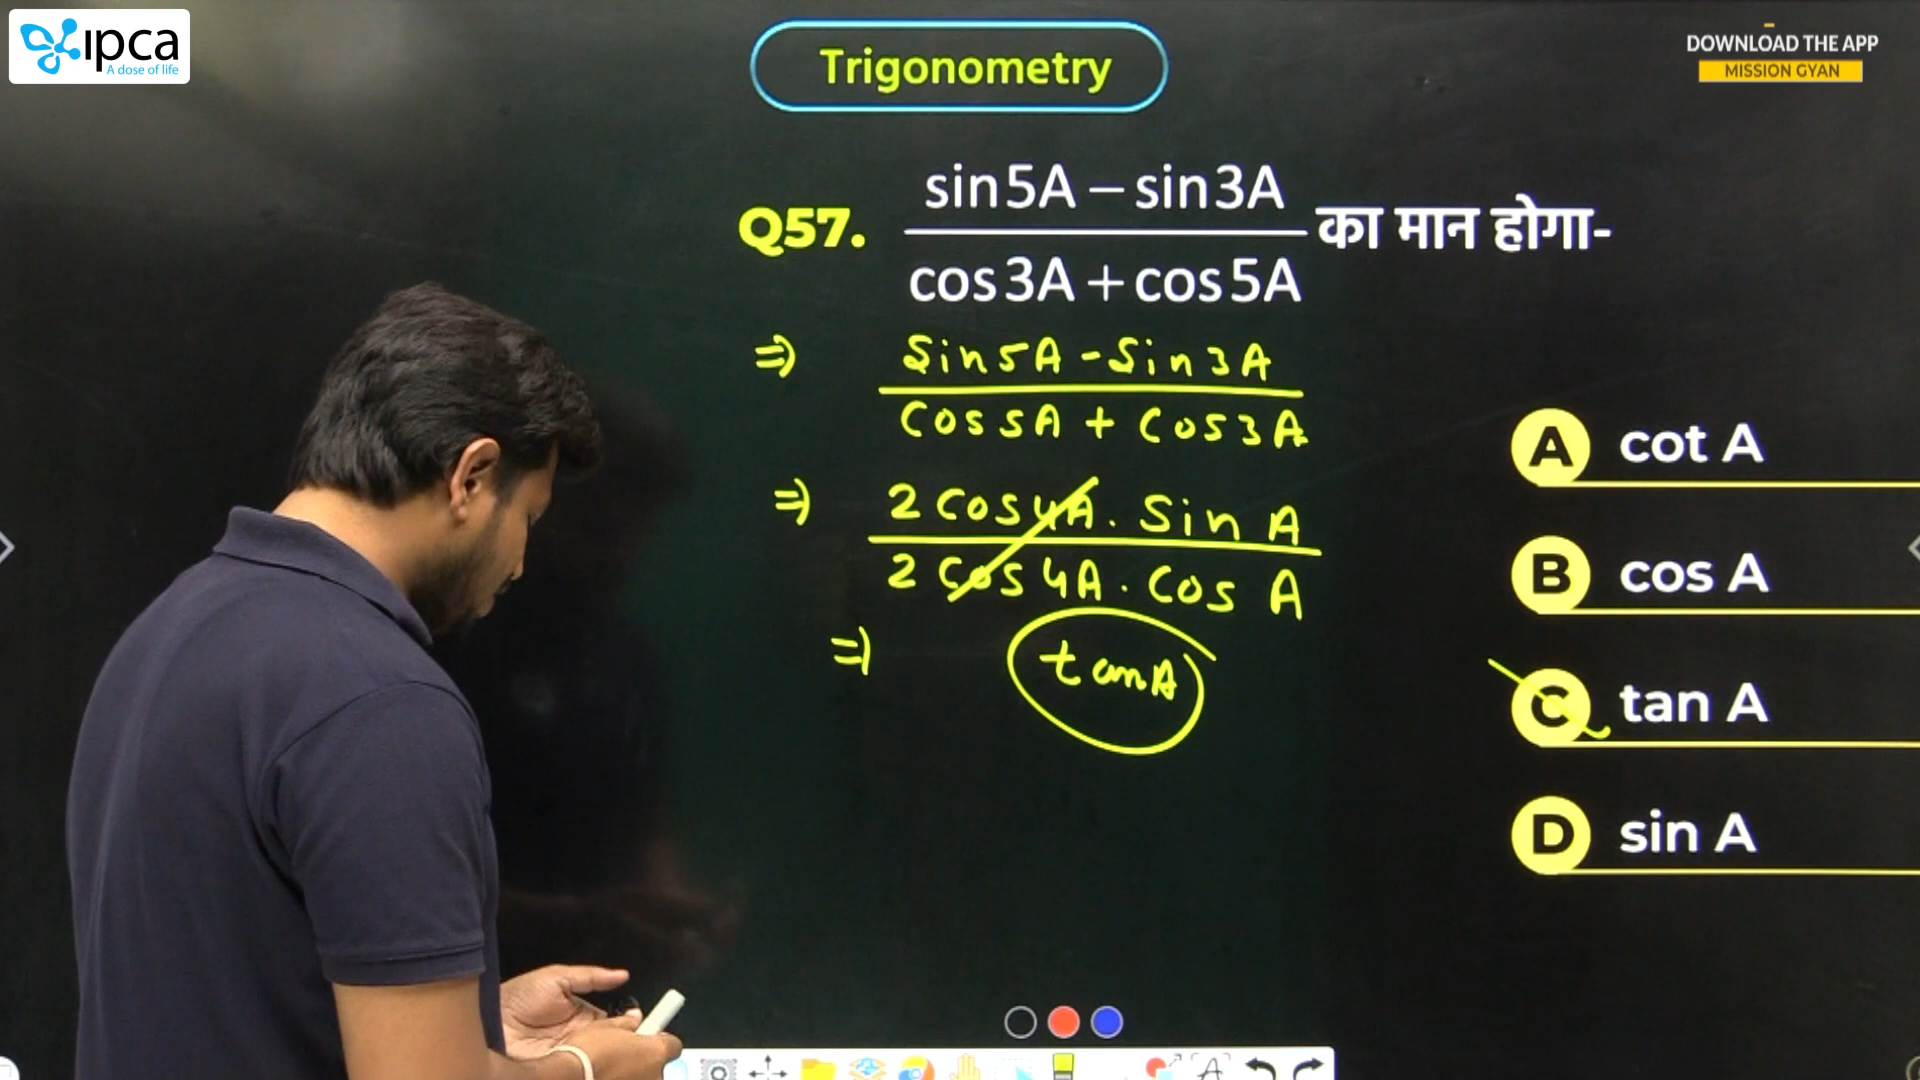 ipca
A dose of life
DOWNLOAD THE APP
MISSION GYAN
Trigonometry
Q57. sin5A – sin3A / cos3A + cos5A का मान होगा-
⇒ Sin5A - Sin3A / Cos5A + Cos3A
⇒ 2 Cos4A . Sin A / 2 Cos4A . Cos A
⇒ tanA
A cot A
B cos A
C tan A
D sin A